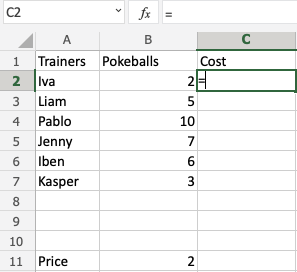 C2 fx =
A B C
1 Trainers Pokeballs Cost
2 Iva 2 =
3 Liam 5
4 Pablo 10
5 Jenny 7
6 Iben 6
7 Kasper 3
8
9
10
11 Price 2